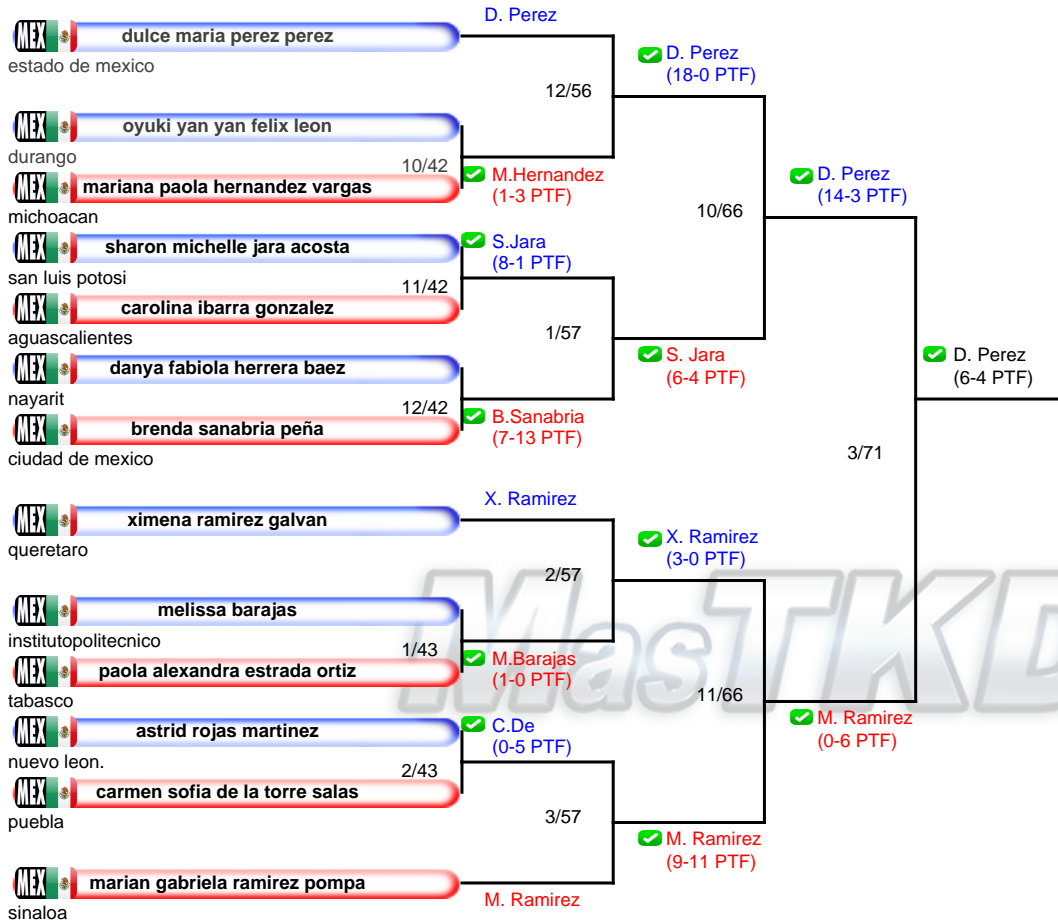 D. Perez
MEX dulce maria perez perez
estado de mexico
D. Perez
(18-0 PTF)
12/56
MEX oyuki yan yan felix leon
durango
10/42
MEX mariana paola hernandez vargas
michoacan
M.Hernandez
(1-3 PTF)
D. Perez
(14-3 PTF)
10/66
MEX sharon michelle jara acosta
san luis potosi
S.Jara
(8-1 PTF)
11/42
MEX carolina ibarra gonzalez
aguascalientes
1/57
MEX danya fabiola herrera baez
nayarit
S. Jara
(6-4 PTF)
D. Perez
(6-4 PTF)
12/42
MEX brenda sanabria peña
ciudad de mexico
B.Sanabria
(7-13 PTF)
3/71
X. Ramirez
MEX ximena ramirez galvan
queretaro
X. Ramirez
(3-0 PTF)
2/57
MEX melissa barajas
institutopolitecnico
1/43
MEX paola alexandra estrada ortiz
tabasco
M.Barajas
(1-0 PTF)
MasTKD
11/66
MEX astrid rojas martinez
nuevo leon.
C.De
(0-5 PTF)
M. Ramirez
(0-6 PTF)
2/43
MEX carmen sofia de la torre salas
puebla
3/57
M. Ramirez
(9-11 PTF)
MEX marian gabriela ramirez pompa
sinaloa
M. Ramirez